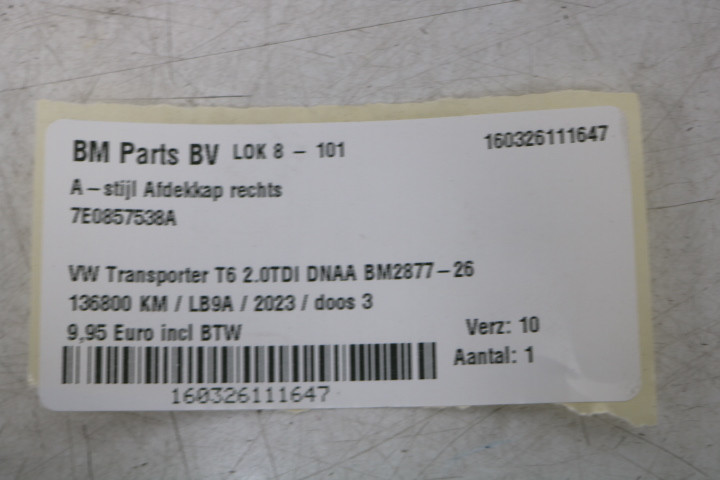 BM Parts BV LOK 8 - 101 160326111647
A-stijl Afdekkap rechts
7E0857538A
VW Transporter T6 2.0TDI DNAA BM2877-26
136800 KM / LB9A / 2023 / doos 3
9,95 Euro incl BTW Verz: 10
Aantal: 1
160326111647